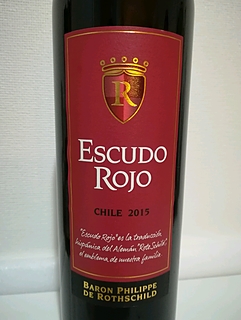 R
ESCUDO
ROJO
CHILE 2015
"Escudo Rojo" es la traducción
hispánica del Alemán "Rote Schild",
el emblema de nuestra familia
BARON PHILIPPE
DE ROTHSCHILD